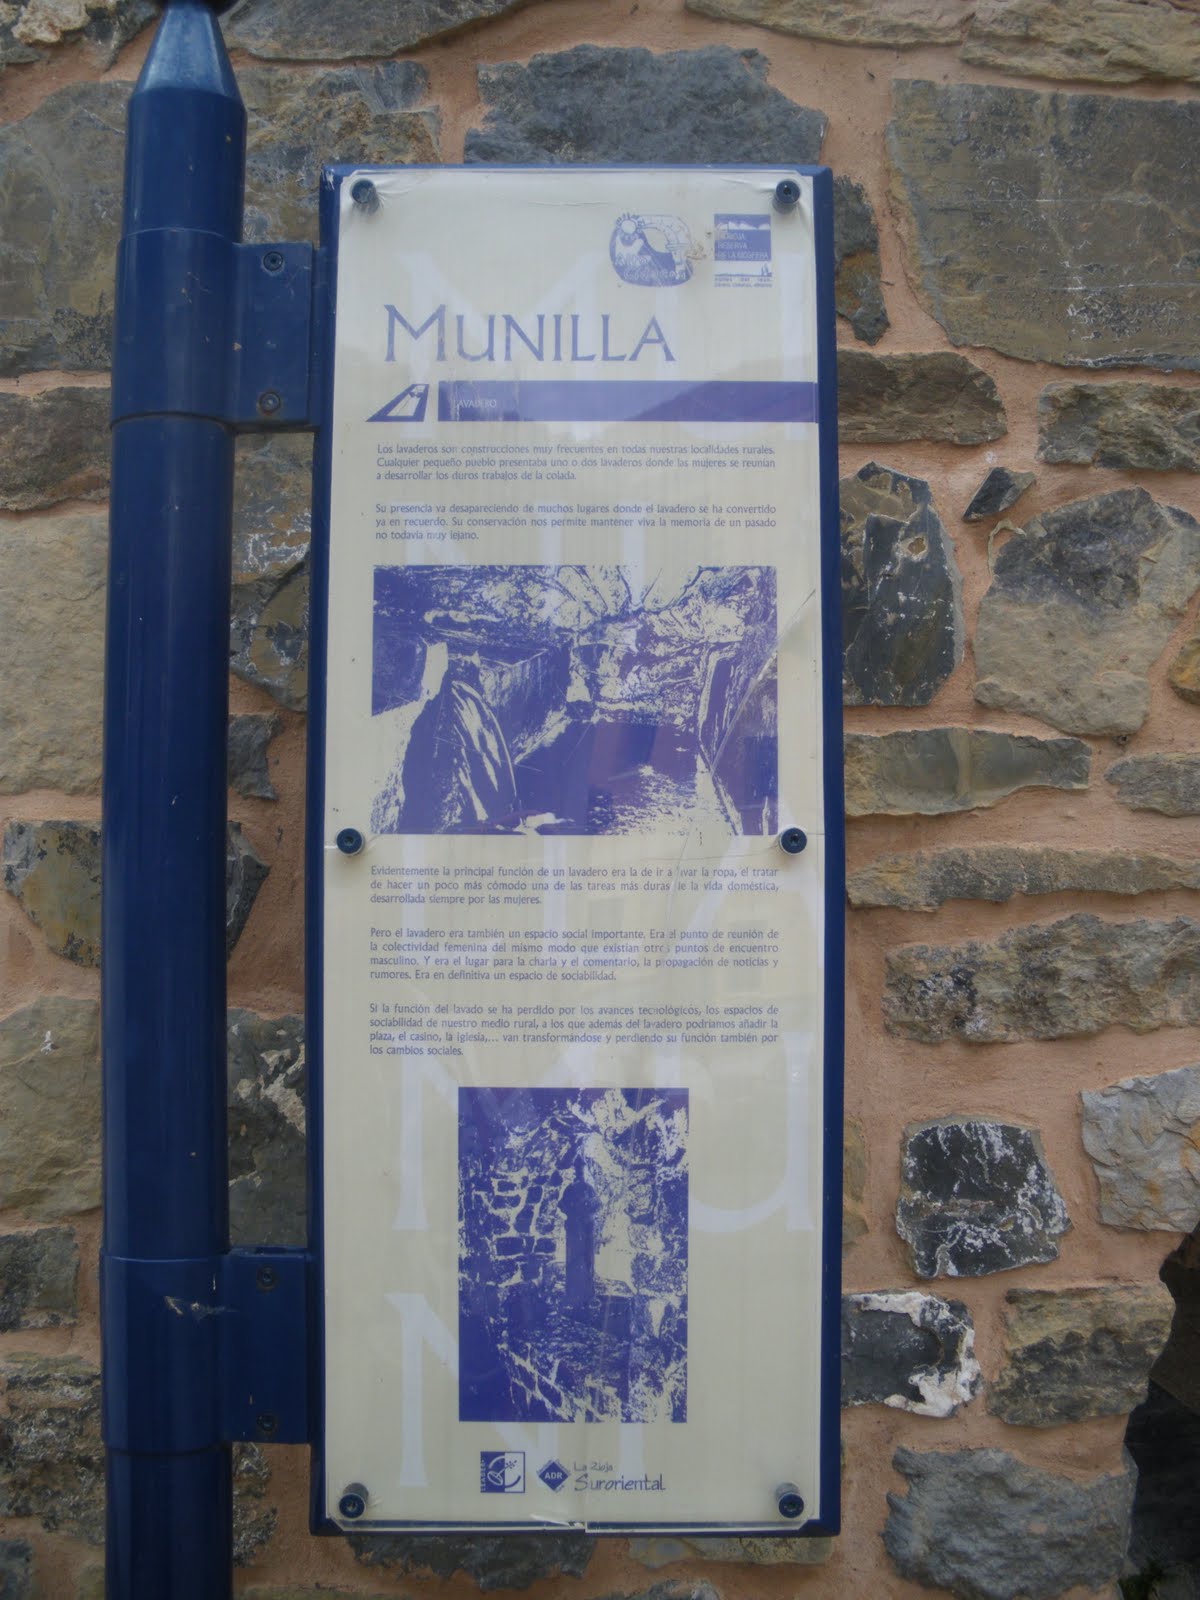 RESERVA
DE LA BIOSFERA
MUNILLA
LAVADERO
Los lavaderos son construcciones muy frecuentes en todas nuestras localidades rurales.
Cualquier pequeño pueblo presentaba uno o dos lavaderos donde las mujeres se reunían
a desarrollar los duros trabajos de la colada.
Su presencia va desapareciendo de muchos lugares donde el lavadero se ha convertido
ya en recuerdo. Su conservación nos permite mantener viva la memoria de un pasado
no todavía muy lejano.
Evidentemente la principal función de un lavadero era la de ir a lavar la ropa, el tratar
de hacer un poco más cómodo una de las tareas más duras de la vida doméstica,
desarrollada siempre por las mujeres.
Pero el lavadero era también un espacio social importante. Era el punto de reunión de
la colectividad femenina del mismo modo que existían otros puntos de encuentro
masculino. Y era el lugar para la charla y el comentario, la propagación de noticias y
rumores. Era en definitiva un espacio de sociabilidad.
Si la función del lavado se ha perdido por los avances tecnológicos, los espacios de
sociabilidad de nuestro medio rural, a los que además del lavadero podríamos añadir la
plaza, el casino, la iglesia,... van transformándose y perdiendo su función también por
los cambios sociales.
ADR
La Rioja
Suroriental